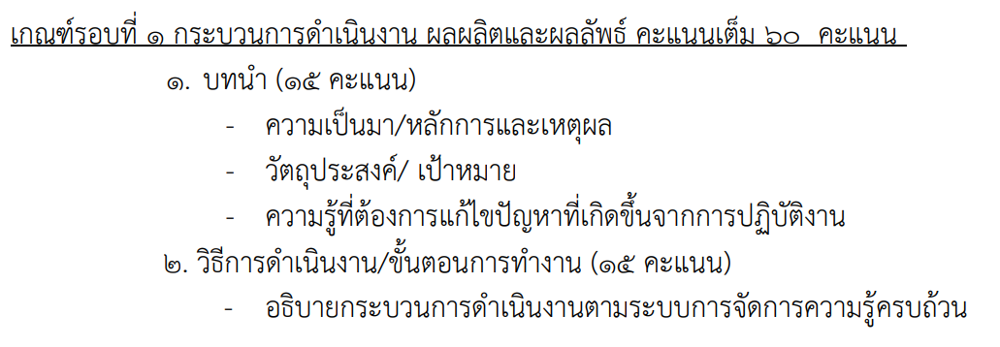 เกณฑ์รอบที่ ๑ กระบวนการดำเนินงาน ผลผลิตและผลลัพธ์ คะแนนเต็ม ๖๐ คะแนน
๑. บทนำ (๑๕ คะแนน)
- ความเป็นมา/หลักการและเหตุผล
- วัตถุประสงค์/ เป้าหมาย
- ความรู้ที่ต้องการแก้ไขปัญหาที่เกิดขึ้นจากการปฏิบัติงาน
๒. วิธีการดำเนินงาน/ขั้นตอนการทำงาน (๑๕ คะแนน)
- อธิบายกระบวนการดำเนินงานตามระบบการจัดการความรู้ครบถ้วน